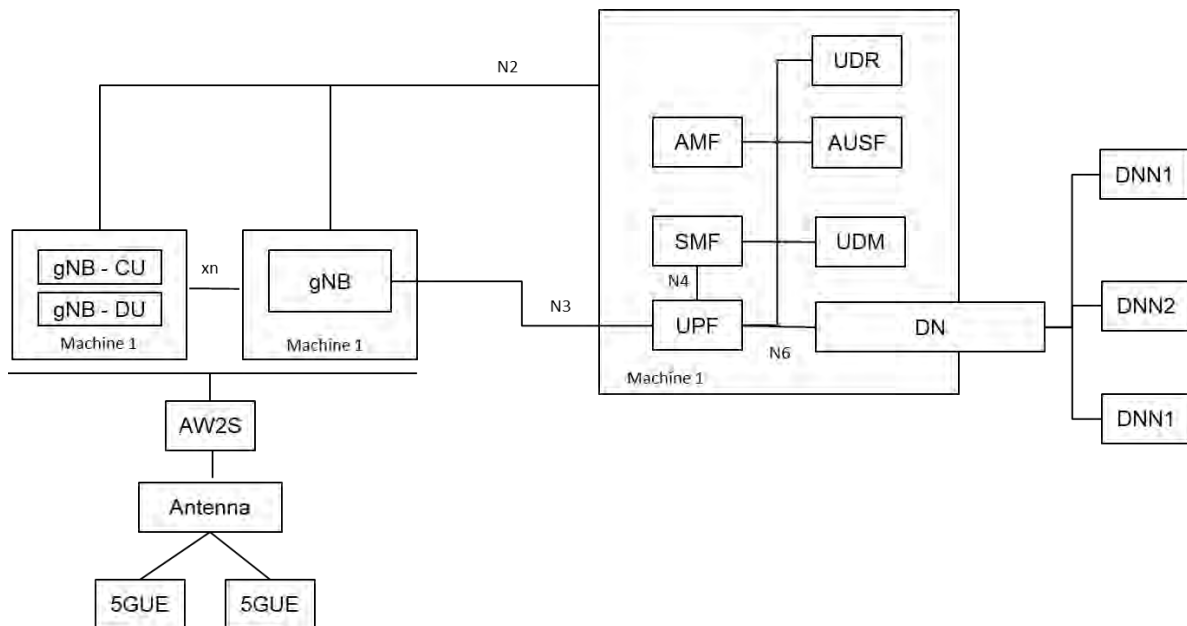 N2
UDR
AMF
AUSF
DNN1
SMF
UDM
gNB - CU
xn
gNB
N4
gNB - DU
N3
UPF
DN
DNN2
Machine 1
Machine 1
N6
Machine 1
AW2S
DNN1
Antenna
5GUE
5GUE